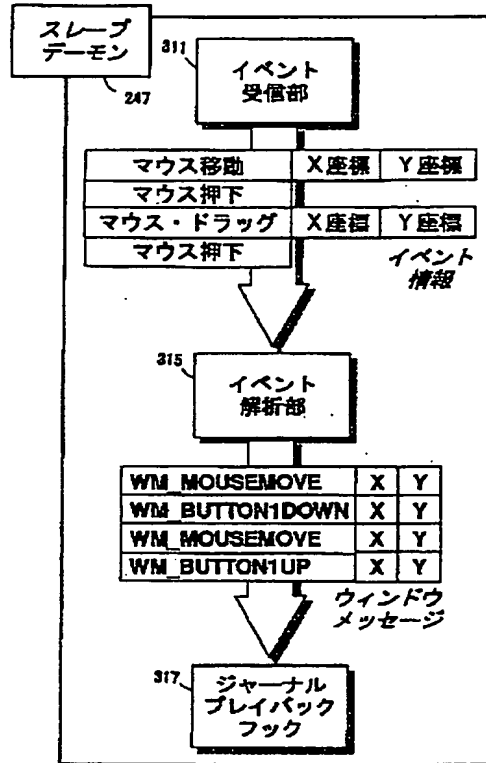 スレーブ
デーモン
247
311
イベント
受信部
マウス移動 X座標 Y座標
マウス押下
マウス・ドラッグ X座標 Y座標
マウス押下
イベント
情報
315
イベント
解析部
WM_MOUSEMOVE X Y
WM_BUTTON1DOWN X Y
WM_MOUSEMOVE X Y
WM_BUTTON1UP X Y
ウィンドウ
メッセージ
317
ジャーナル
プレイバック
フック